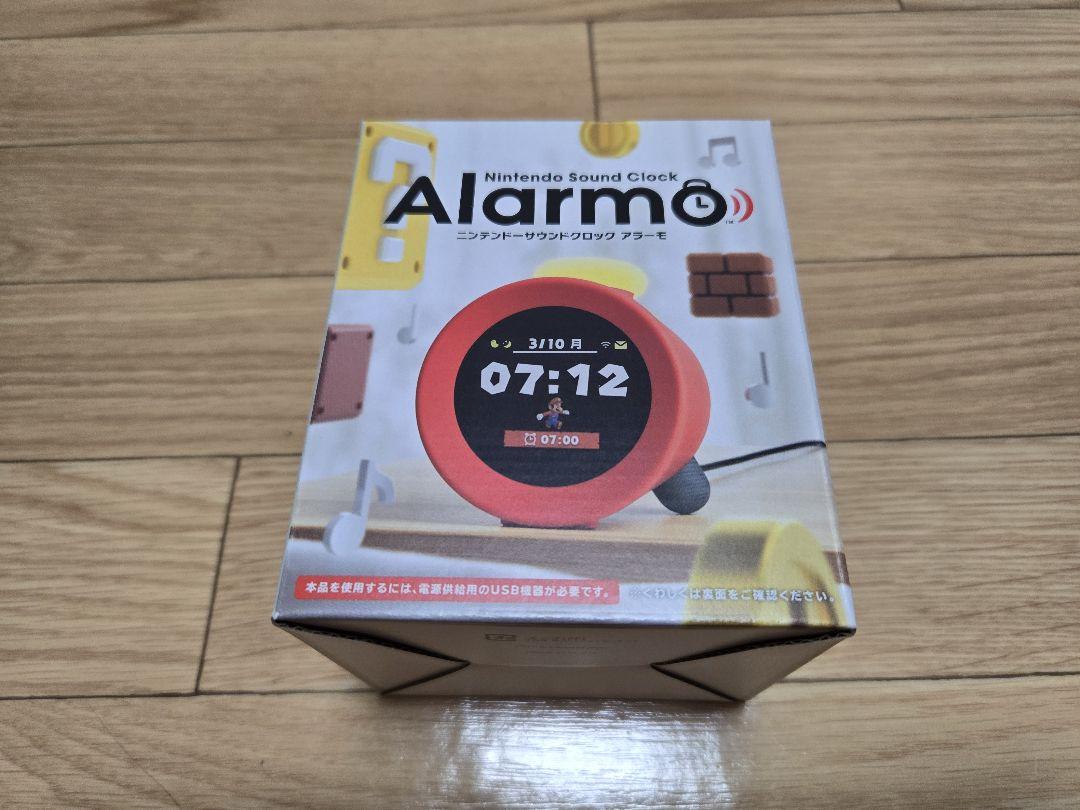 Nintendo Sound Clock
Alarmo
TM
ニンテンドーサウンドクロック アラーモ
3/10 月
07:12
07:00
本品を使用するには、電源供給用のUSB機器が必要です。
※くわしくは裏面をご確認ください。